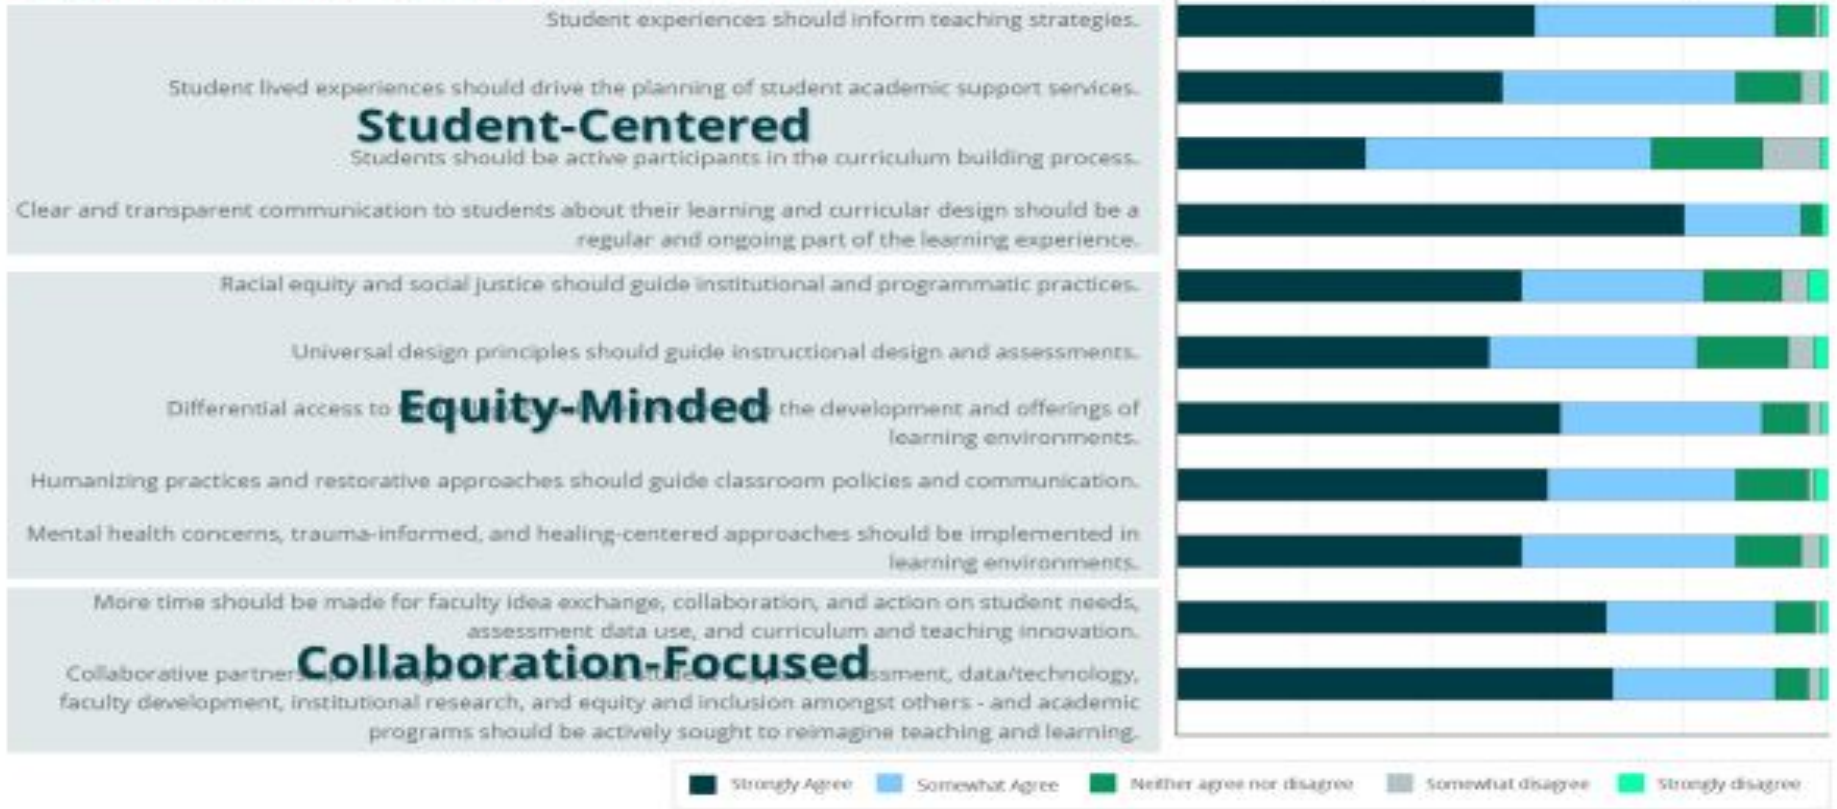 Student experiences should inform teaching strategies.
Student lived experiences should drive the planning of student academic support services.
Student-Centered
Students should be active participants in the curriculum building process.
Clear and transparent communication to students about their learning and curricular design should be a
regular and ongoing part of the learning experience.
Racial equity and social justice should guide institutional and programmatic practices.
Universal design principles should guide instructional design and assessments.
Equity-Minded
Differential access to the development and offerings of
learning environments.
Humanizing practices and restorative approaches should guide classroom policies and communication.
Mental health concerns, trauma-informed, and healing-centered approaches should be implemented in
learning environments.
More time should be made for faculty idea exchange, collaboration, and action on student needs,
assessment data use, and curriculum and teaching innovation.
Collaboration-Focused
Collaborative data/technology,
faculty development, institutional research, and equity and inclusion amongst others - and academic
programs should be actively sought to reimagine teaching and learning.
Strongly Agree
Somewhat Agree
Neither agree nor disagree
Somewhat disagree
Strongly disagree